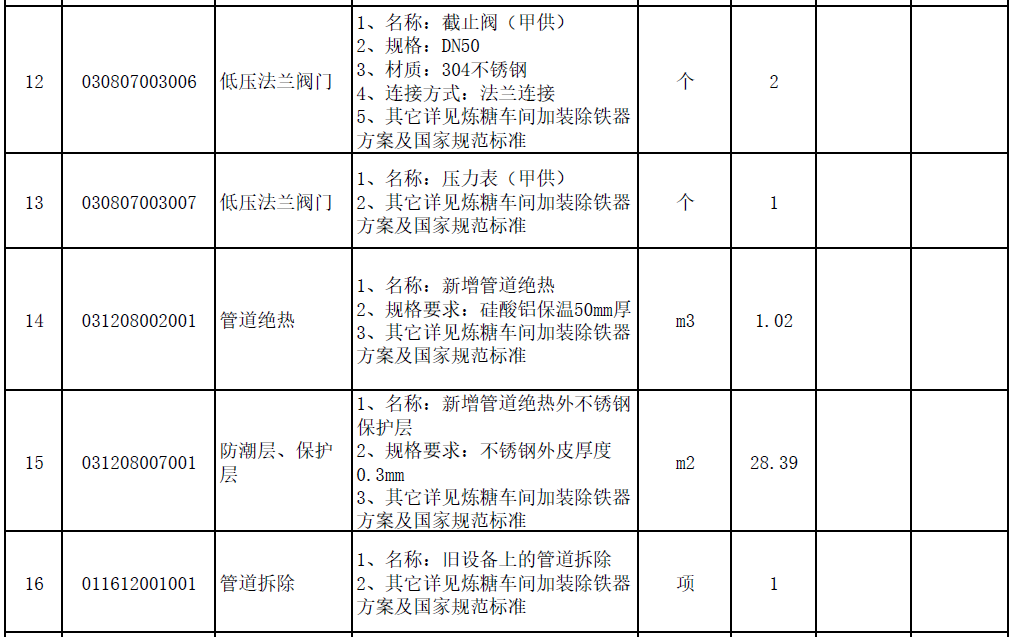 12 030807003006 低压法兰阀门 1、名称：截止阀（甲供） 个 2
2、规格：DN50
3、材质：304不锈钢
4、连接方式：法兰连接
5、其它详见炼糖车间加装除铁器
方案及国家规范标准
13 030807003007 低压法兰阀门 1、名称：压力表（甲供） 个 1
2、其它详见炼糖车间加装除铁器
方案及国家规范标准
14 031208002001 管道绝热 1、名称：新增管道绝热 m3 1.02
2、规格要求：硅酸铝保温50mm厚
3、其它详见炼糖车间加装除铁器
方案及国家规范标准
15 031208007001 防潮层、保护 1、名称：新增管道绝热外不锈钢 m2 28.39
层 保护层
2、规格要求：不锈钢外皮厚度
0.3mm
3、其它详见炼糖车间加装除铁器
方案及国家规范标准
16 011612001001 管道拆除 1、名称：旧设备上的管道拆除 项 1
2、其它详见炼糖车间加装除铁器
方案及国家规范标准